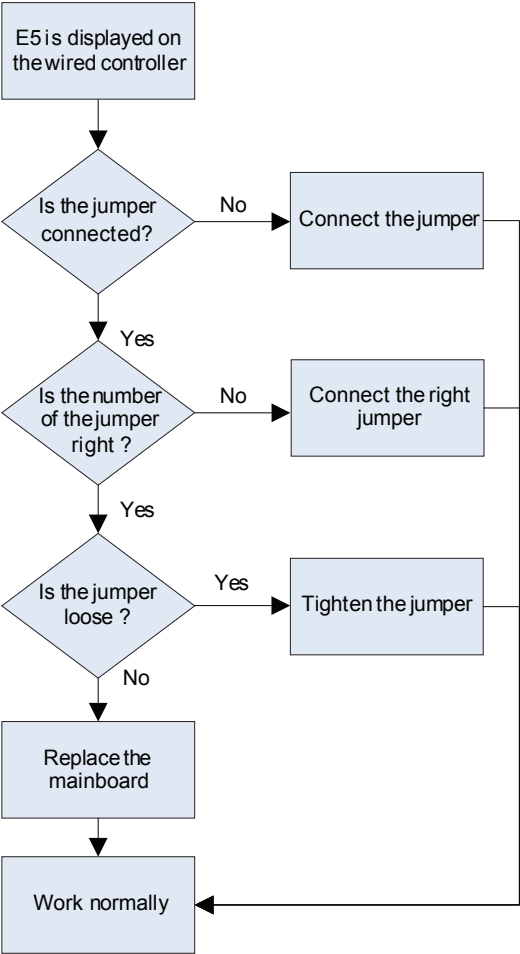 E5 is displayed on
the wired controller
Is the jumper
connected?
No
Connect the jumper
Yes
Is the number
of the jumper
right ?
No
Connect the right
jumper
Yes
Is the jumper
loose ?
Yes
Tighten the jumper
No
Replace the
mainboard
Work normally